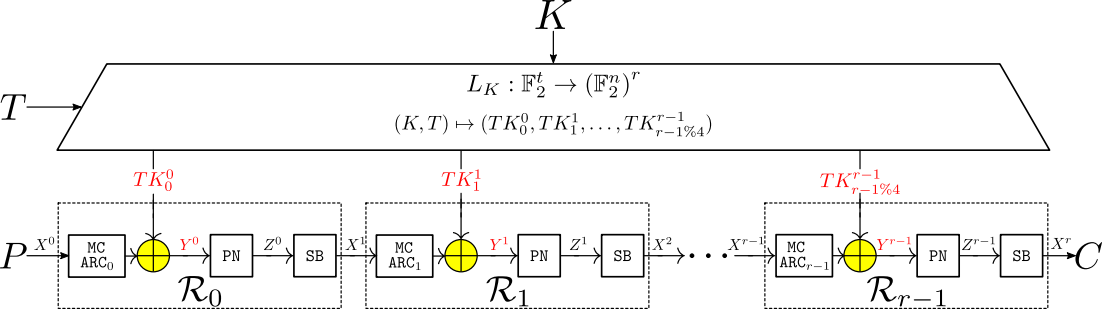 K
T
L_K : 𝔽_2^t → (𝔽_2^n)^r
(K, T) ↦ (TK_0^0, TK_1^1, . . . , TK_{r−1%4}^{r−1})
TK_0^0 TK_1^1 TK_{r−1%4}^{r−1}
P X^0 MC ARC_0 Y^0 PN Z^0 SB X^1 MC ARC_1 Y^1 PN Z^1 SB X^2 ··· X^{r−1} MC ARC_{r−1} Y^{r−1} PN Z^{r−1} SB X^r C
ℛ_0 ℛ_1 ℛ_{r−1}